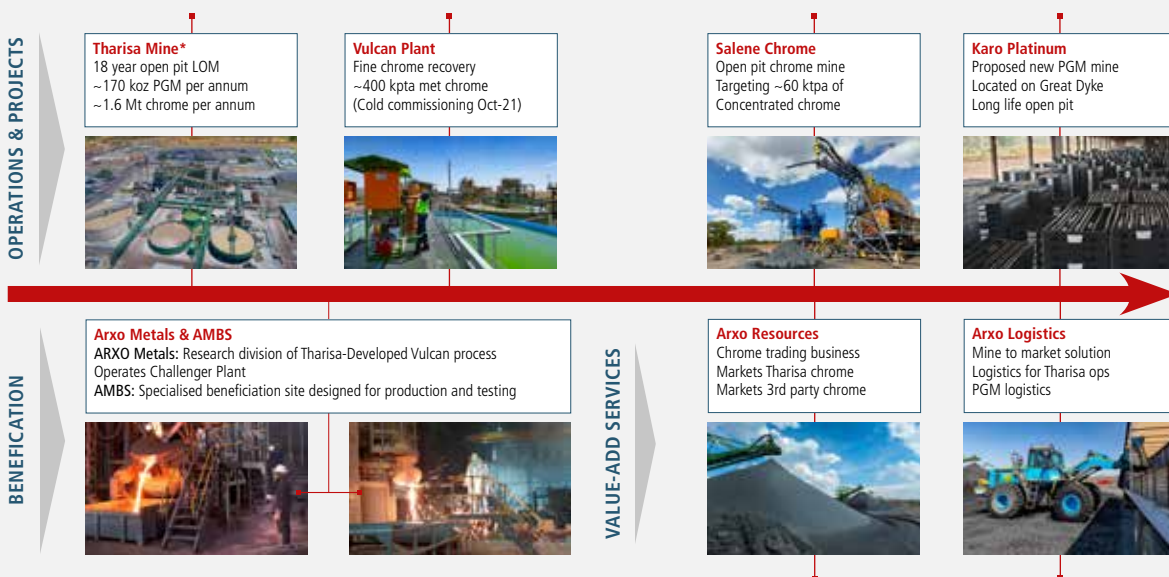 OPERATIONS & PROJECTS
Tharisa Mine*
18 year open pit LOM
~170 koz PGM per annum
~1.6 Mt chrome per annum
Vulcan Plant
Fine chrome recovery
~400 kpta met chrome
(Cold commissioning Oct-21)
Salene Chrome
Open pit chrome mine
Targeting ~60 ktpa of
Concentrated chrome
Karo Platinum
Proposed new PGM mine
Located on Great Dyke
Long life open pit
BENEFICATION
Arxo Metals & AMBS
ARXO Metals: Research division of Tharisa-Developed Vulcan process
Operates Challenger Plant
AMBS: Specialised beneficiation site designed for production and testing
VALUE-ADD SERVICES
Arxo Resources
Chrome trading business
Markets Tharisa chrome
Markets 3rd party chrome
Arxo Logistics
Mine to market solution
Logistics for Tharisa ops
PGM logistics